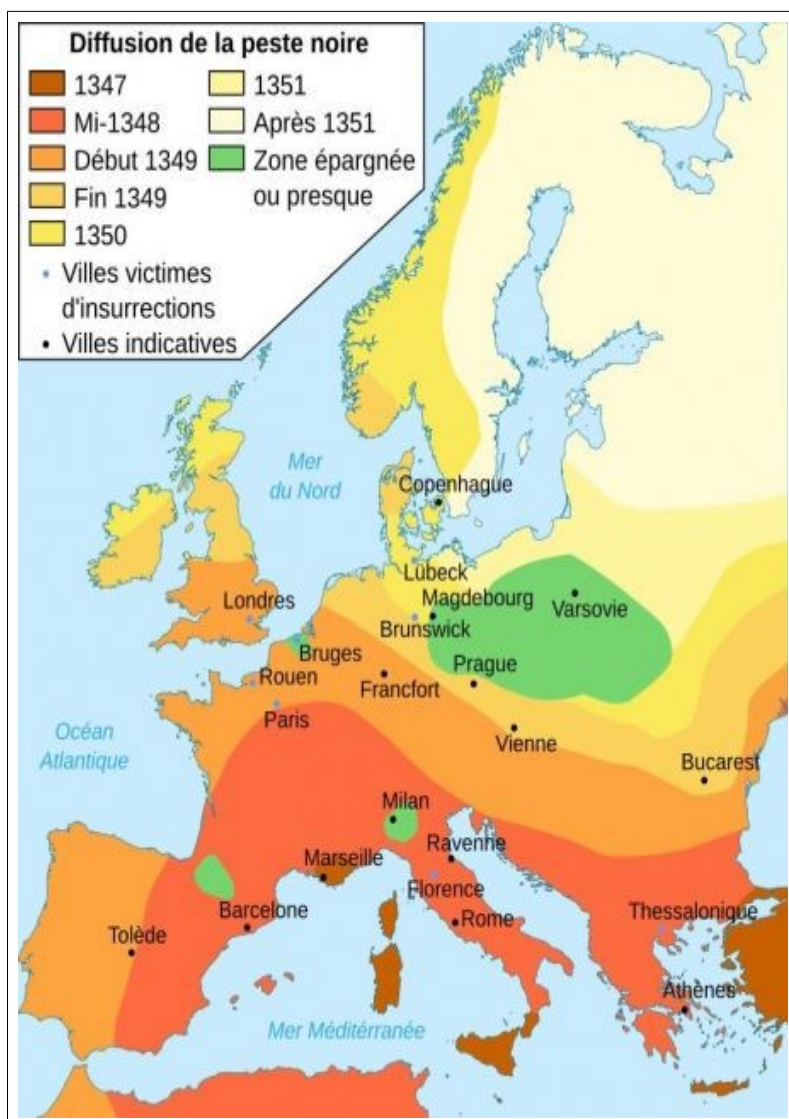 Diffusion de la peste noire
1347
Mi-1348
Début 1349
Fin 1349
1350
1351
Après 1351
Zone épargnée
ou presque
Villes victimes
d'insurrections
Villes indicatives
Mer
du Nord
Copenhague
Lübeck
Magdebourg
Varsovie
Londres
Brunswick
Bruges
Prague
Rouen
Francfort
Paris
Océan
Atlantique
Vienne
Bucarest
Milan
Ravenne
Marseille
Florence
Barcelone
Rome
Thessalonique
Tolède
Athènes
Mer Méditérranée